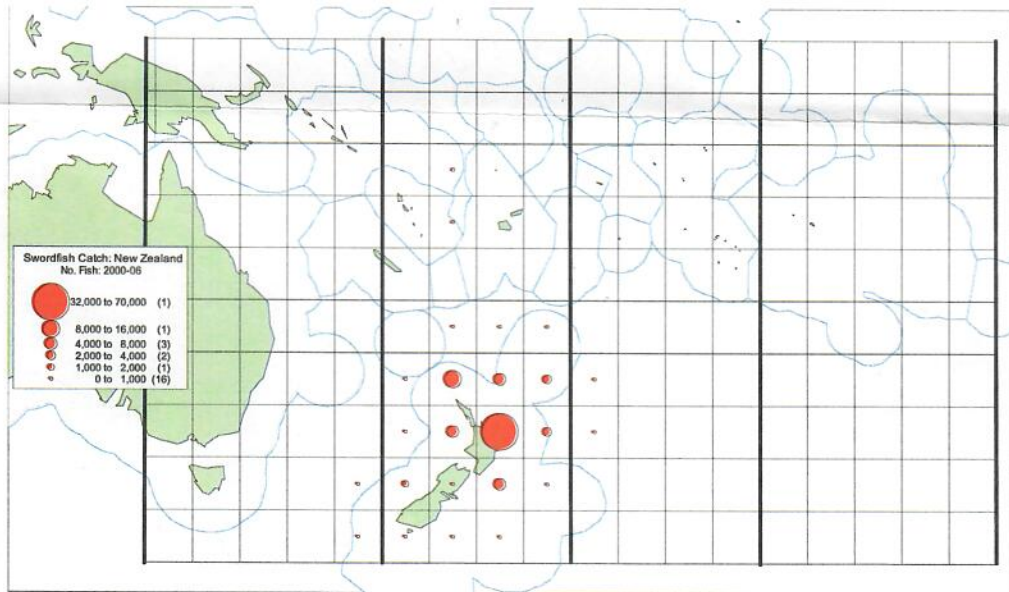 Swordfish Catch: New Zealand
No. Fish: 2000-06
32,000 to 70,000 (1)
8,000 to 16,000 (1)
4,000 to 8,000 (3)
2,000 to 4,000 (2)
1,000 to 2,000 (1)
0 to 1,000 (16)